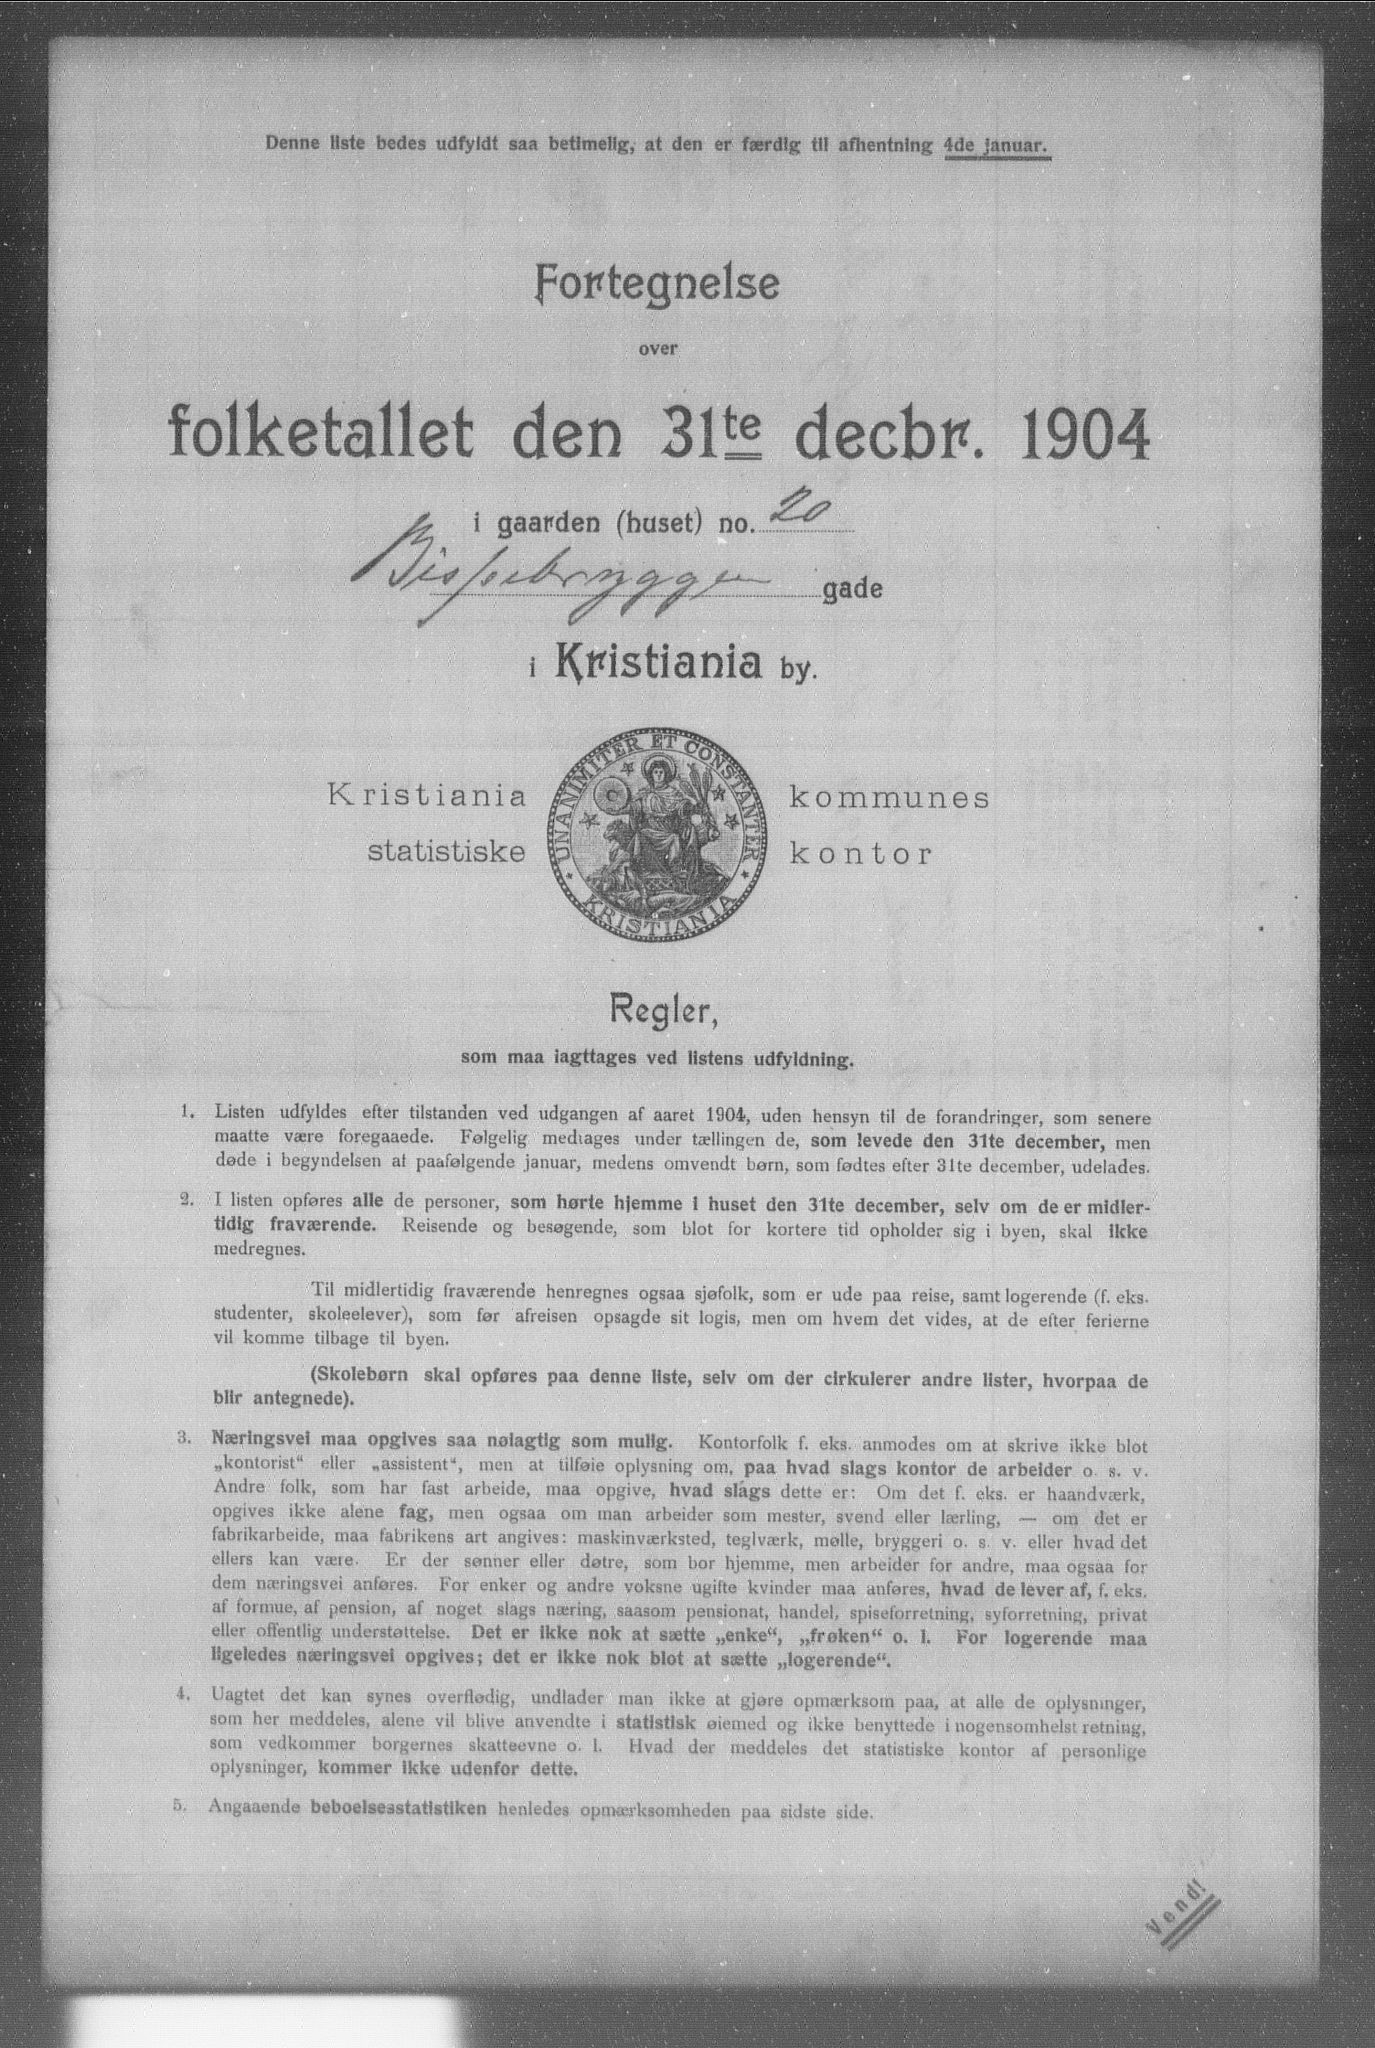 Denne liste bedes udfyldt saa betimelig, at den er færdig til afhentning 4de januar.
Fortegnelse
over
folketallet den 31te decbr. 1904
i gaarden (huset) no. 20
Bispebryggen gade
i Kristiania by.
UNANIMITER ET CONSTANTER
KRISTIANIA
Kristiania kommunes
statistiske kontor
Regler,
som maa iagttages ved listens udfyldning.
1. Listen udfyldes efter tilstanden ved udgangen af aaret 1904, uden hensyn til de forandringer, som senere
maatte være foregaaede. Følgelig medtages under tællingen de, som levede den 31te december, men
døde i begyndelsen af paafølgende januar, medens omvendt børn, som fødtes efter 31te december, udelades.
2. I listen opføres alle de personer, som hørte hjemme i huset den 31te december, selv om de er midler-
tidig fraværende. Reisende og besøgende, som blot for kortere tid opholder sig i byen, skal ikke
medregnes.
Til midlertidig fraværende henregnes ogsaa sjøfolk, som er ude paa reise, samt logerende (f. eks.
studenter, skoleelever), som før afreisen opsagde sit logis, men om hvem det vides, at de efter ferierne
vil komme tilbage til byen.
(Skolebørn skal opføres paa denne liste, selv om der cirkulerer andre lister, hvorpaa de
blir antegnede).
3. Næringsvei maa opgives saa nøiagtig som mulig. Kontorfolk f. eks. anmodes om at skrive ikke blot
„kontorist“ eller „assistent“, men at tilføie oplysning om, paa hvad slags kontor de arbeider o. s. v.
Andre folk, som har fast arbeide, maa opgive, hvad slags dette er: Om det f. eks. er haandværk,
opgives ikke alene fag, men ogsaa om man arbeider som mester, svend eller lærling, — om det er
fabrikarbeide, maa fabrikens art angives: maskinværksted, teglværk, mølle, bryggeri o. s. v. eller hvad det
ellers kan være. Er der sønner eller døtre, som bor hjemme, men arbeider for andre, maa ogsaa for
dem næringsvei anføres. For enker og andre voksne ugifte kvinder maa anføres, hvad de lever af, f. eks.
af formue, af pension, af noget slags næring, saasom pensionat, handel, spiseforretning, syforretning, privat
eller offentlig understøttelse. Det er ikke nok at sætte „enke“, „frøken“ o. l. For logerende maa
ligeledes næringsvei opgives; det er ikke nok blot at sætte „logerende“.
4. Uagtet det kan synes overflødig, undlader man ikke at gjøre opmærksom paa, at alle de oplysninger,
som her meddeles, alene vil blive anvendte i statistisk øiemed og ikke benyttede i nogensomhelst retning,
som vedkommer borgernes skatteevne o. l. Hvad der meddeles det statistiske kontor af personlige
oplysninger, kommer ikke udenfor dette.
5. Angaaende beboelsesstatistiken henledes opmærksomheden paa sidste side.
Vend!